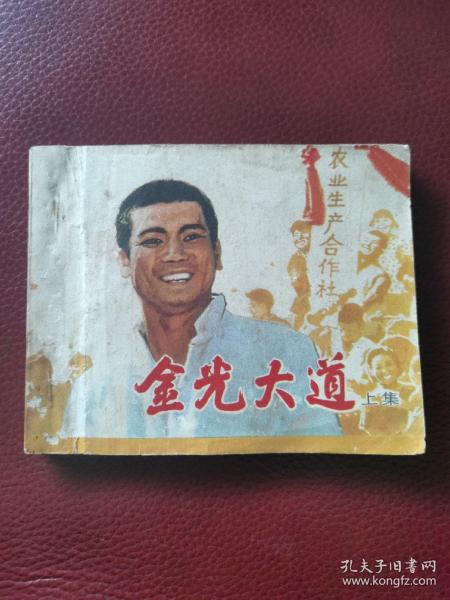 农业生产合作社
金光大道
上集
孔夫子旧书网
www.kongfz.com